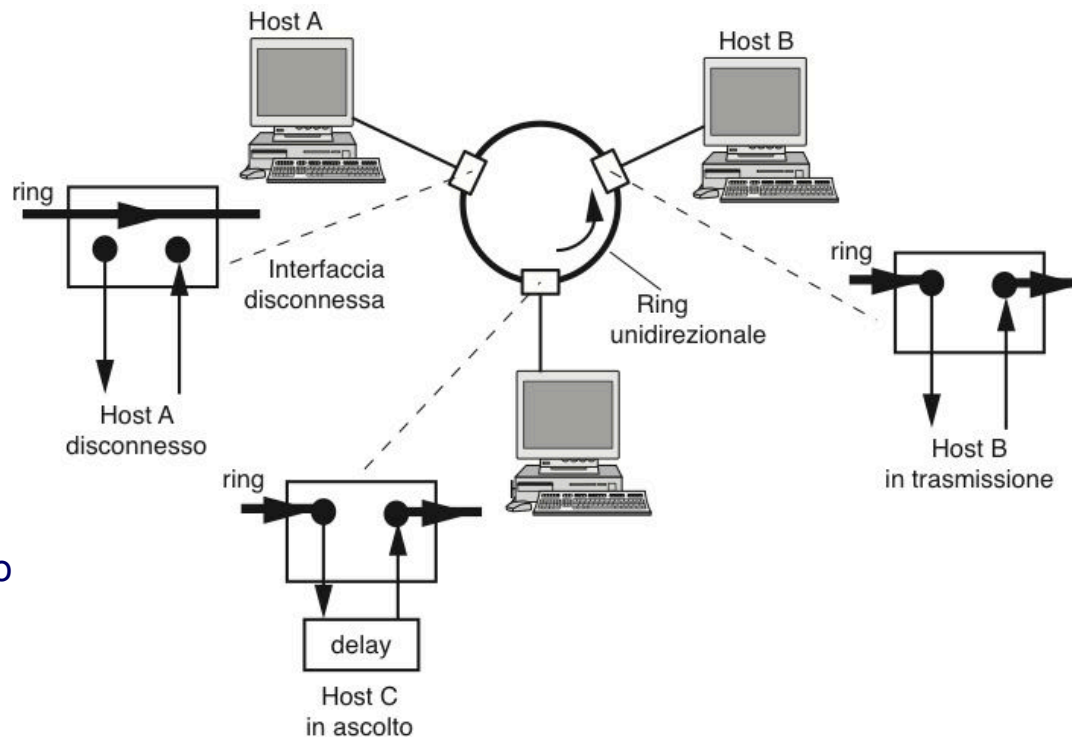 Host A
Host B
ring
Interfaccia
disconnessa
Ring
unidirezionale
ring
Host A
disconnesso
Host B
in trasmissione
ring
o
delay
Host C
in ascolto